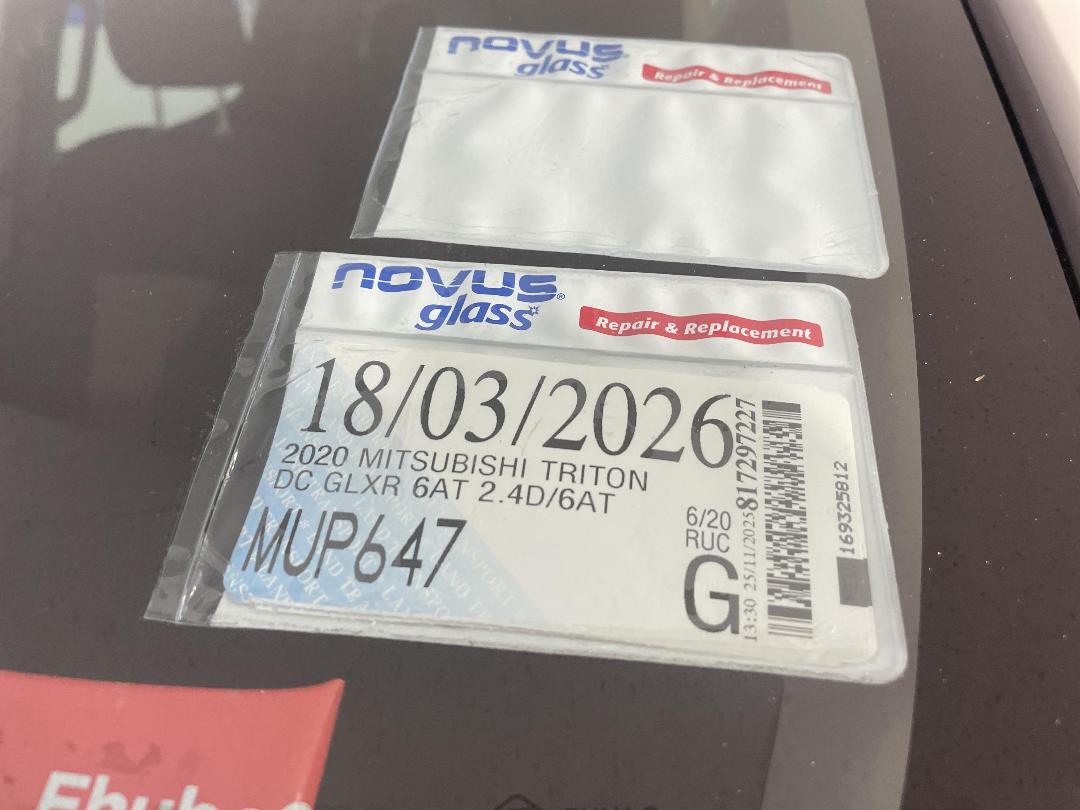 novus
glass
Repair & Replacement
novus®
glass
Repair & Replacement
18/03/2026
2020 MITSUBISHI TRITON
DC GLXR 6AT 2.4D/6AT
MUP647
6/20
RUC
G
13:30 25/11/2025 817297227
169325812